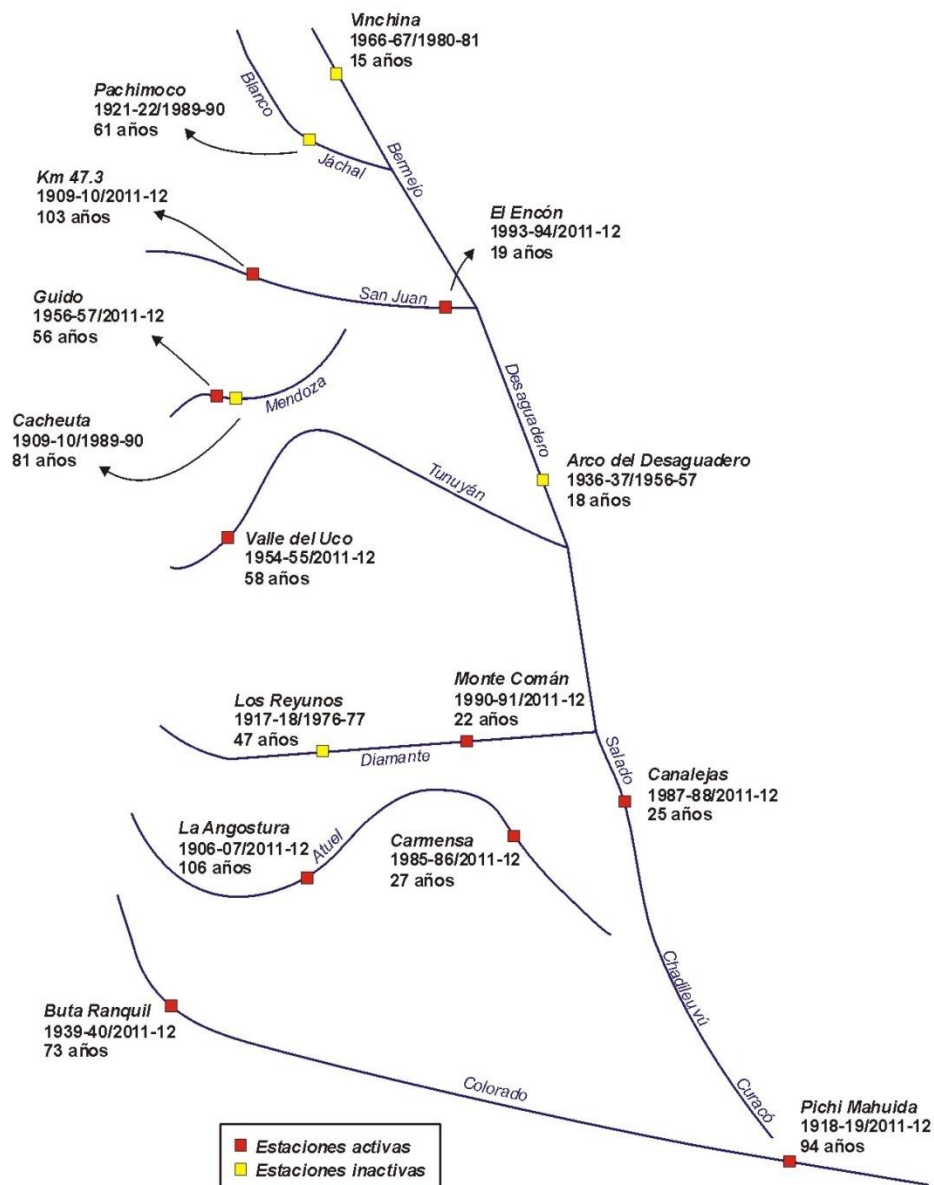 Vinchina
1966-67/1980-81
15 años
Blanco
Pachimoco
1921-22/1989-90
61 años
Jáchal
Bermejo
Km 47.3
1909-10/2011-12
103 años
El Encón
1993-94/2011-12
19 años
San Juan
Guido
1956-57/2011-12
56 años
Mendoza
Desaguadero
Cacheuta
1909-10/1989-90
81 años
Tunuyán
Arco del Desaguadero
1936-37/1956-57
18 años
Valle del Uco
1954-55/2011-12
58 años
Los Reyunos
1917-18/1976-77
47 años
Monte Comán
1990-91/2011-12
22 años
Diamante
Salado
Canalejas
1987-88/2011-12
25 años
La Angostura
1906-07/2011-12
106 años
Atuel
Carmensa
1985-86/2011-12
27 años
Chadileuvú
Buta Ranquil
1939-40/2011-12
73 años
Colorado
Curacó
Pichi Mahuida
1918-19/2011-12
94 años
Estaciones activas
Estaciones inactivas